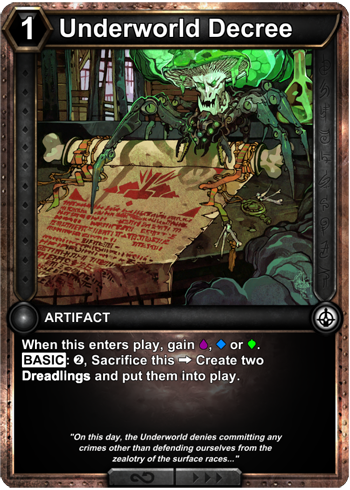 1 Underworld Decree
ARTIFACT
When this enters play, gain , or .
BASIC: 2, Sacrifice this ➡ Create two
Dreadlings and put them into play.
"On this day, the Underworld denies committing any
crimes other than defending ourselves from the
zealotry of the surface races..."